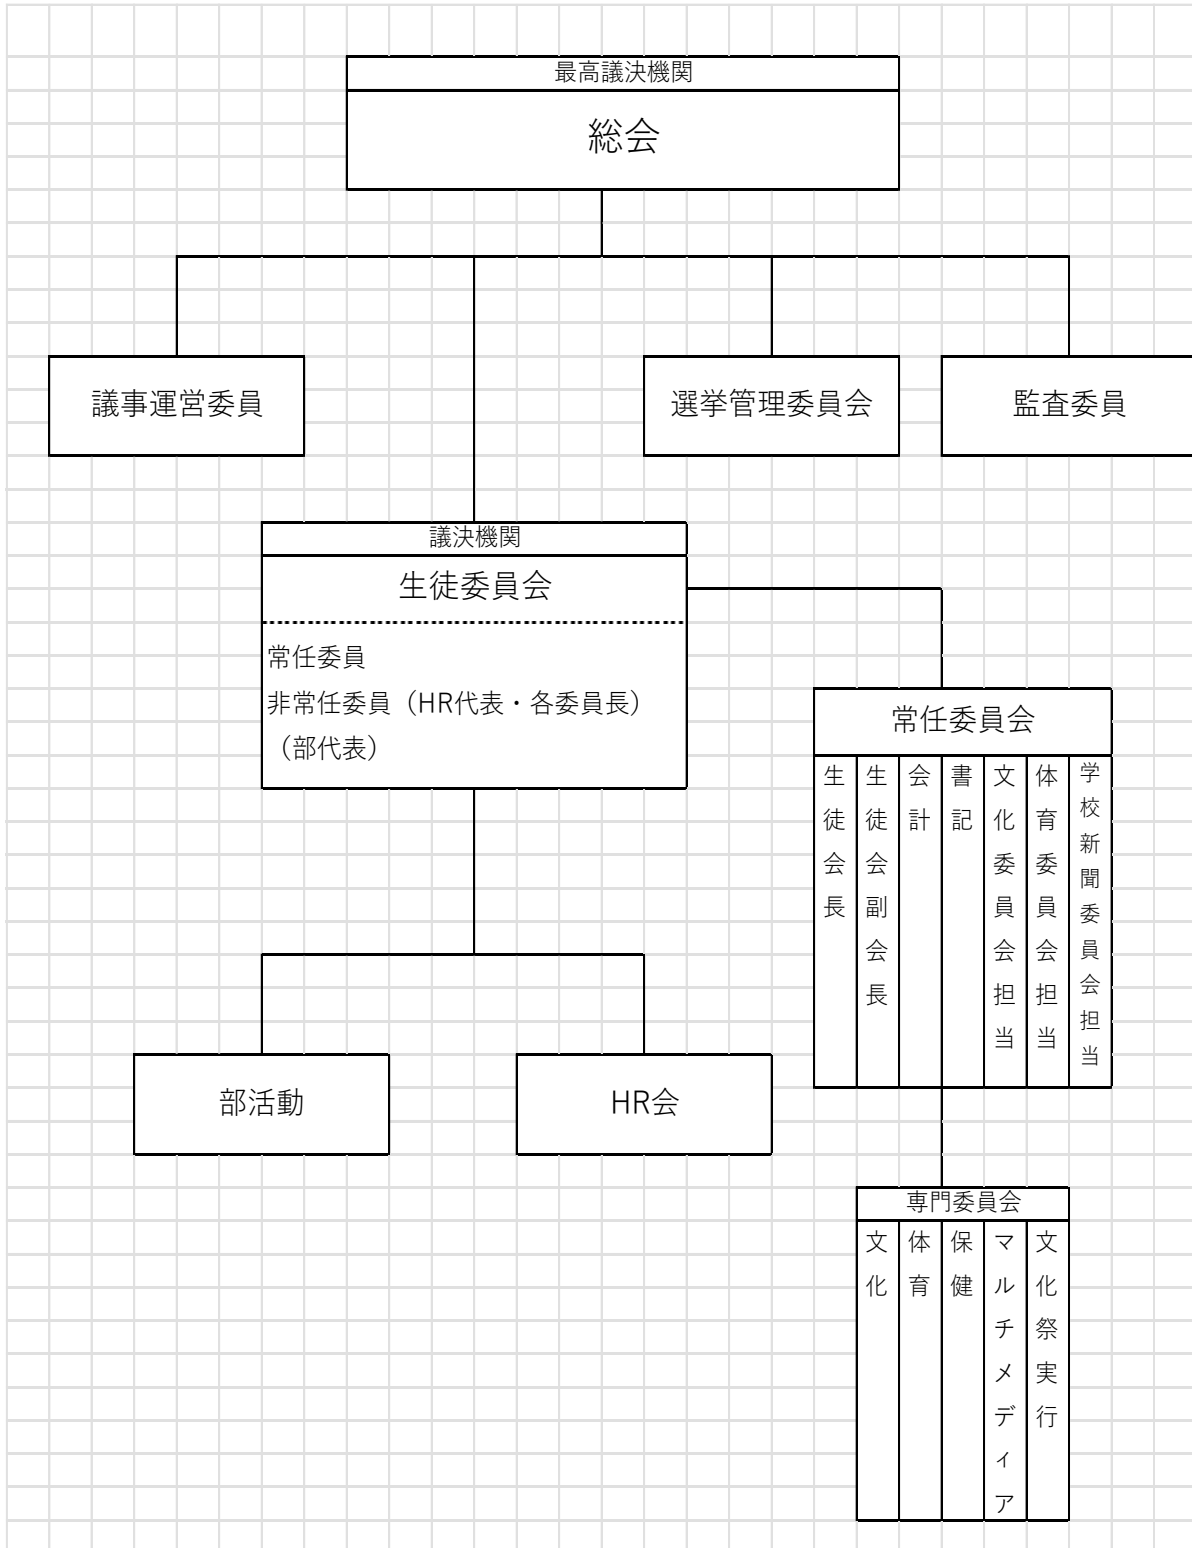 最高議決機関
総会
議事運営委員
選挙管理委員会
監査委員
議決機関
生徒委員会
常任委員
非常任委員（HR代表・各委員長）
（部代表）
常任委員会
生徒会長
生徒会副会長
会計
書記
文化委員会担当
体育委員会担当
学校新聞委員会担当
部活動
HR会
専門委員会
文化
体育
保健
マルチメディア
文化祭実行